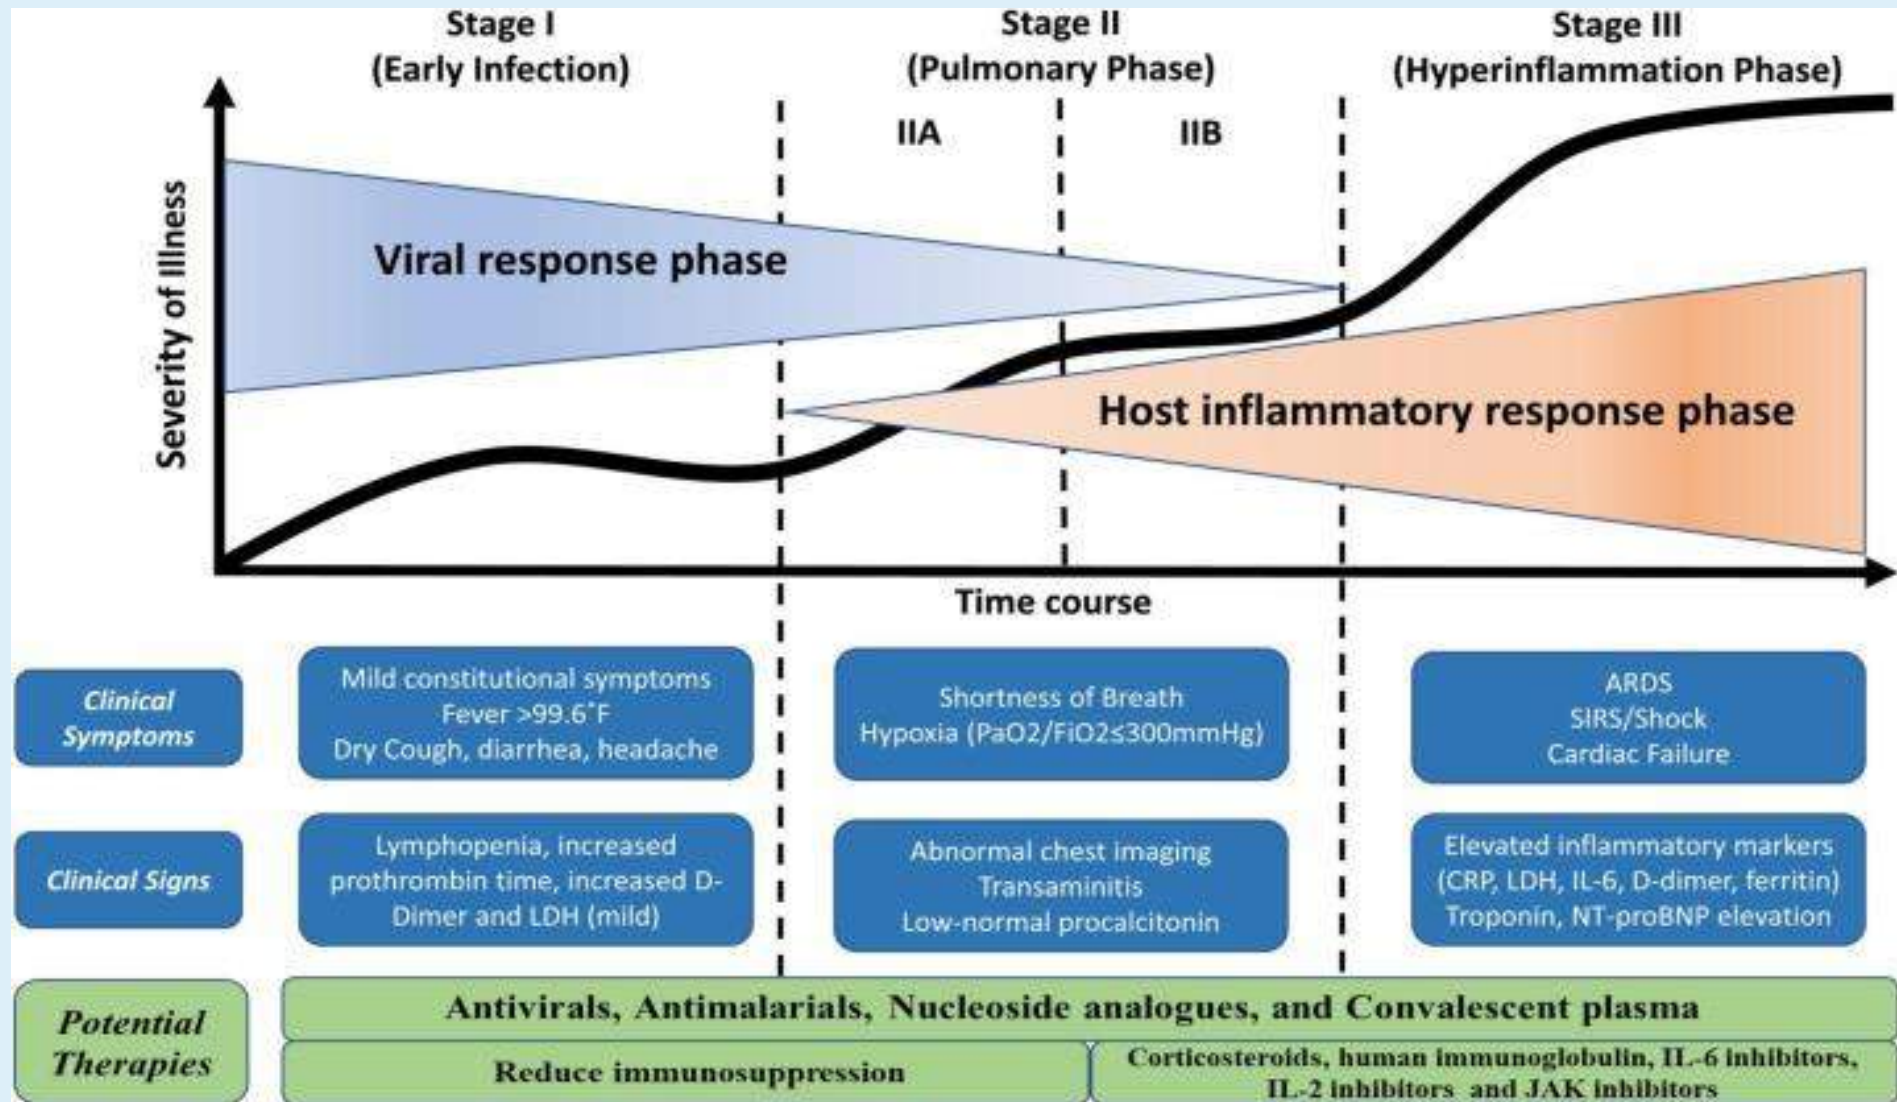 Stage I
(Early Infection)
Stage II
(Pulmonary Phase)
Stage III
(Hyperinflammation Phase)
IIA
IIB
Severity of Illness
Viral response phase
Host inflammatory response phase
Time course
Clinical
Symptoms
Mild constitutional symptoms
Fever >99.6°F
Dry Cough, diarrhea, headache
Shortness of Breath
Hypoxia (PaO2/FiO2≤300mmHg)
ARDS
SIRS/Shock
Cardiac Failure
Clinical Signs
Lymphopenia, increased
prothrombin time, increased D-
Dimer and LDH (mild)
Abnormal chest imaging
Transaminitis
Low-normal procalcitonin
Elevated inflammatory markers
(CRP, LDH, IL-6, D-dimer, ferritin)
Troponin, NT-proBNP elevation
Potential
Therapies
Antivirals, Antimalarials, Nucleoside analogues, and Convalescent plasma
Reduce immunosuppression
Corticosteroids, human immunoglobulin, IL-6 inhibitors,
IL-2 inhibitors and JAK inhibitors